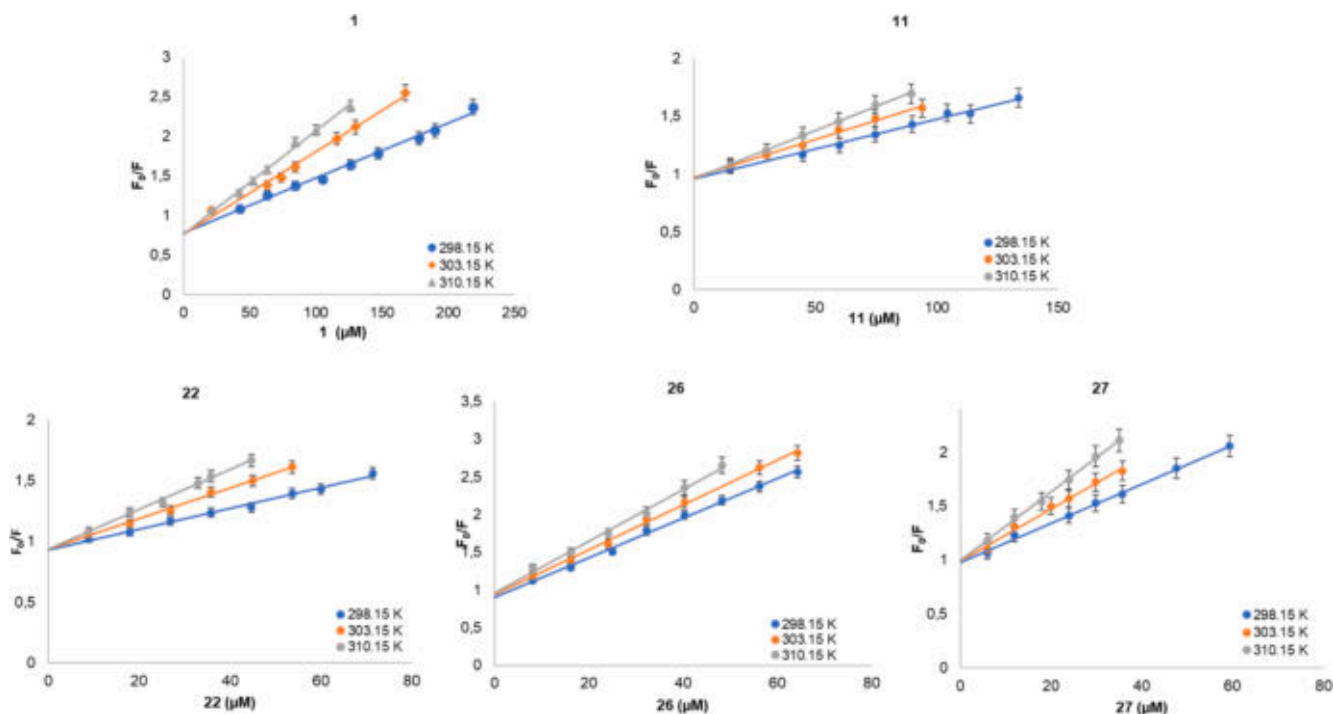 1
3
2,5
2
1,5
1
0,5
0
F₀/F
298.15 K
303.15 K
310.15 K
0 50 100 150 200 250
1 (µM)
11
2
1,5
1
0,5
0
F₀/F
298.15 K
303.15 K
310.15 K
0 50 100 150
11 (µM)
22
2
1,5
1
0,5
0
F₀/F
298.15 K
303.15 K
310.15 K
0 20 40 60 80
22 (µM)
26
3,5
3
2,5
2
1,5
1
0,5
0
F₀/F
298.15 K
303.15 K
310.15 K
0 20 40 60 80
26 (µM)
27
2
1,5
1
0,5
0
F₀/F
298.15 K
303.15 K
310.15 K
0 20 40 60 80
27 (µM)